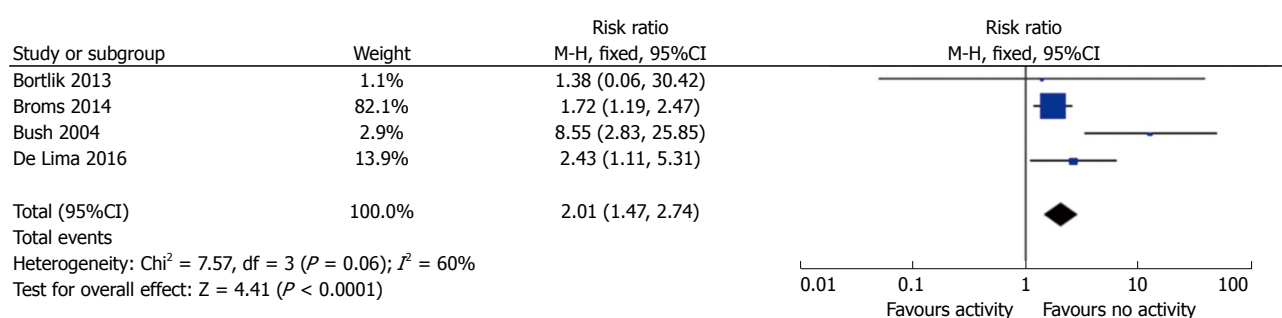 Risk ratio Risk ratio
Study or subgroup Weight M-H, fixed, 95%CI M-H, fixed, 95%CI
Bortlik 2013 1.1% 1.38 (0.06, 30.42)
Broms 2014 82.1% 1.72 (1.19, 2.47)
Bush 2004 2.9% 8.55 (2.83, 25.85)
De Lima 2016 13.9% 2.43 (1.11, 5.31)
Total (95%CI) 100.0% 2.01 (1.47, 2.74)
Total events
Heterogeneity: Chi² = 7.57, df = 3 (P = 0.06); I² = 60%
Test for overall effect: Z = 4.41 (P < 0.0001)
0.01 0.1 1 10 100
Favours activity Favours no activity